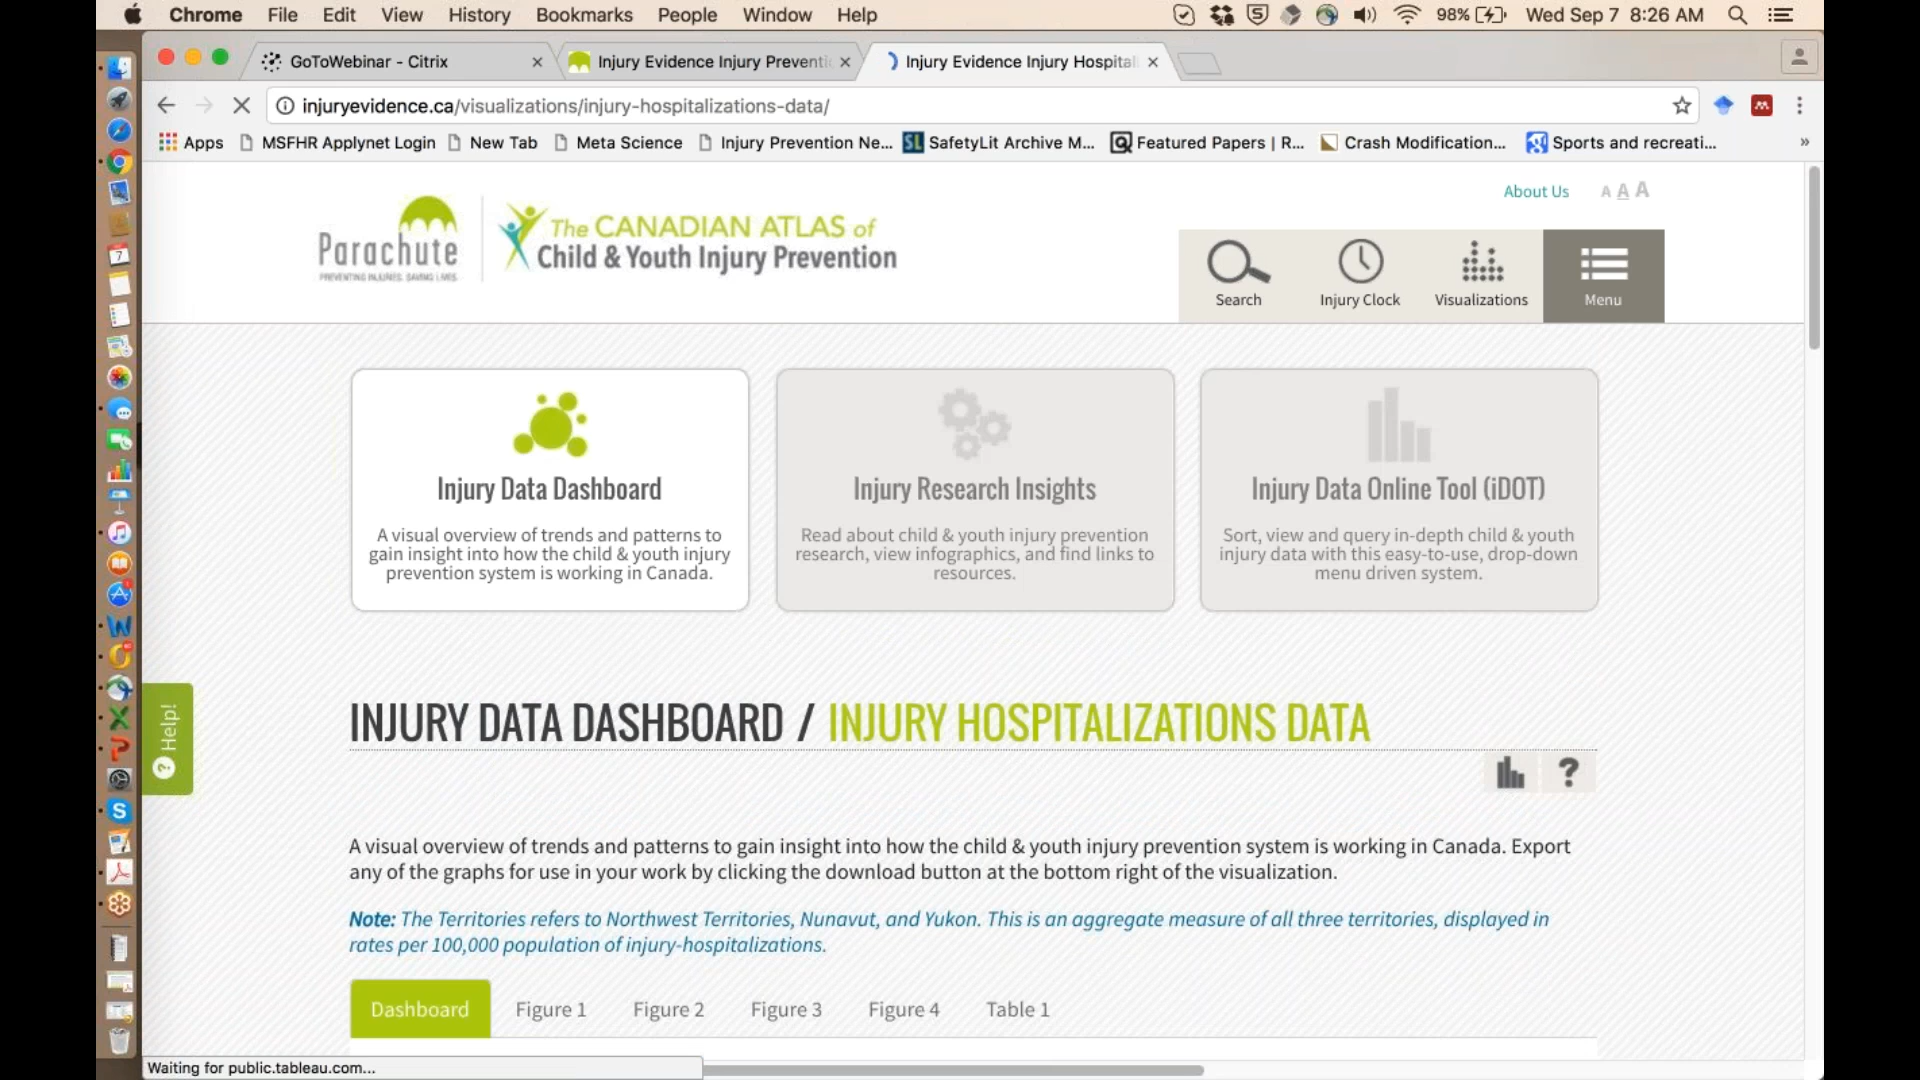 Chrome File Edit View History Bookmarks People Window Help 98% Wed Sep 7 8:26 AM
GoToWebinar - Citrix Injury Evidence Injury Preventi Injury Evidence Injury Hospital
injuryevidence.ca/visualizations/injury-hospitalizations-data/
Apps MSFHR Applynet Login New Tab Meta Science Injury Prevention Ne... SL SafetyLit Archive M... Featured Papers | R... Crash Modification... Sports and recreati... »
About Us A A A
Parachute
PREVENTING INJURIES. SAVING LIVES.
The CANADIAN ATLAS of
Child & Youth Injury Prevention
Search Injury Clock Visualizations Menu
Injury Data Dashboard
A visual overview of trends and patterns to
gain insight into how the child & youth injury
prevention system is working in Canada.
Injury Research Insights
Read about child & youth injury prevention
research, view infographics, and find links to
resources.
Injury Data Online Tool (iDOT)
Sort, view and query in-depth child & youth
injury data with this easy-to-use, drop-down
menu driven system.
? Help!
INJURY DATA DASHBOARD / INJURY HOSPITALIZATIONS DATA
?
A visual overview of trends and patterns to gain insight into how the child & youth injury prevention system is working in Canada. Export
any of the graphs for use in your work by clicking the download button at the bottom right of the visualization.
Note: The Territories refers to Northwest Territories, Nunavut, and Yukon. This is an aggregate measure of all three territories, displayed in
rates per 100,000 population of injury-hospitalizations.
Dashboard Figure 1 Figure 2 Figure 3 Figure 4 Table 1
Waiting for public.tableau.com...